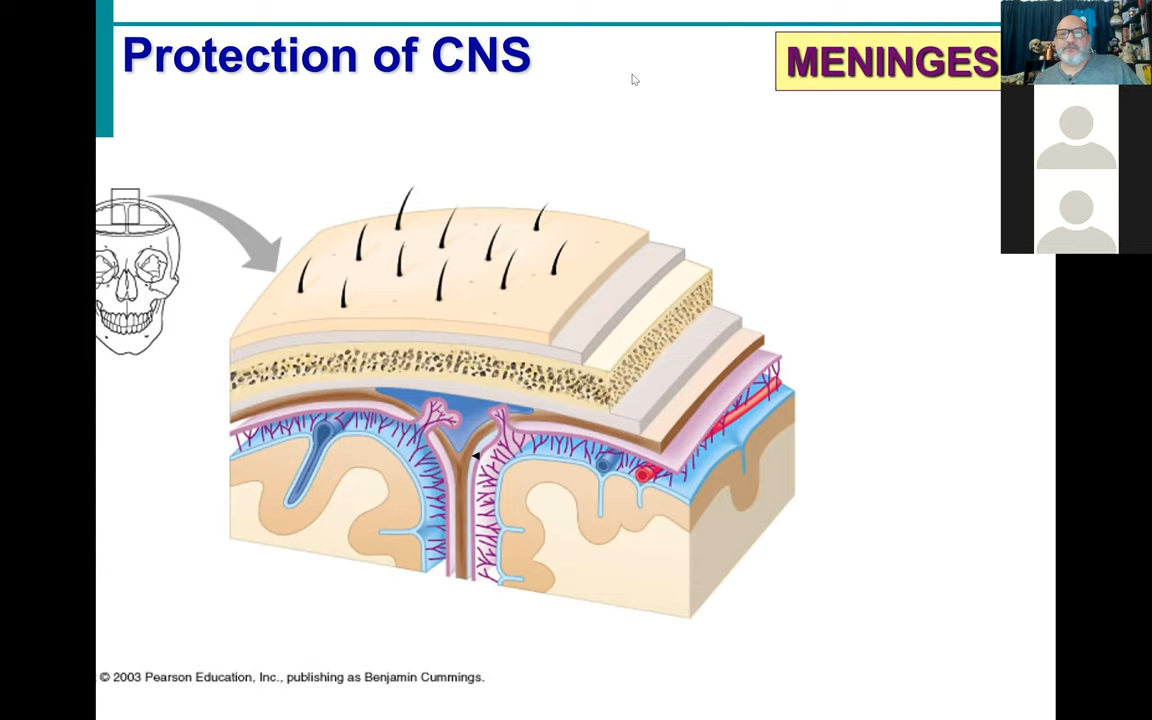 Protection of CNS
MENINGES
© 2003 Pearson Education, Inc., publishing as Benjamin Cummings.